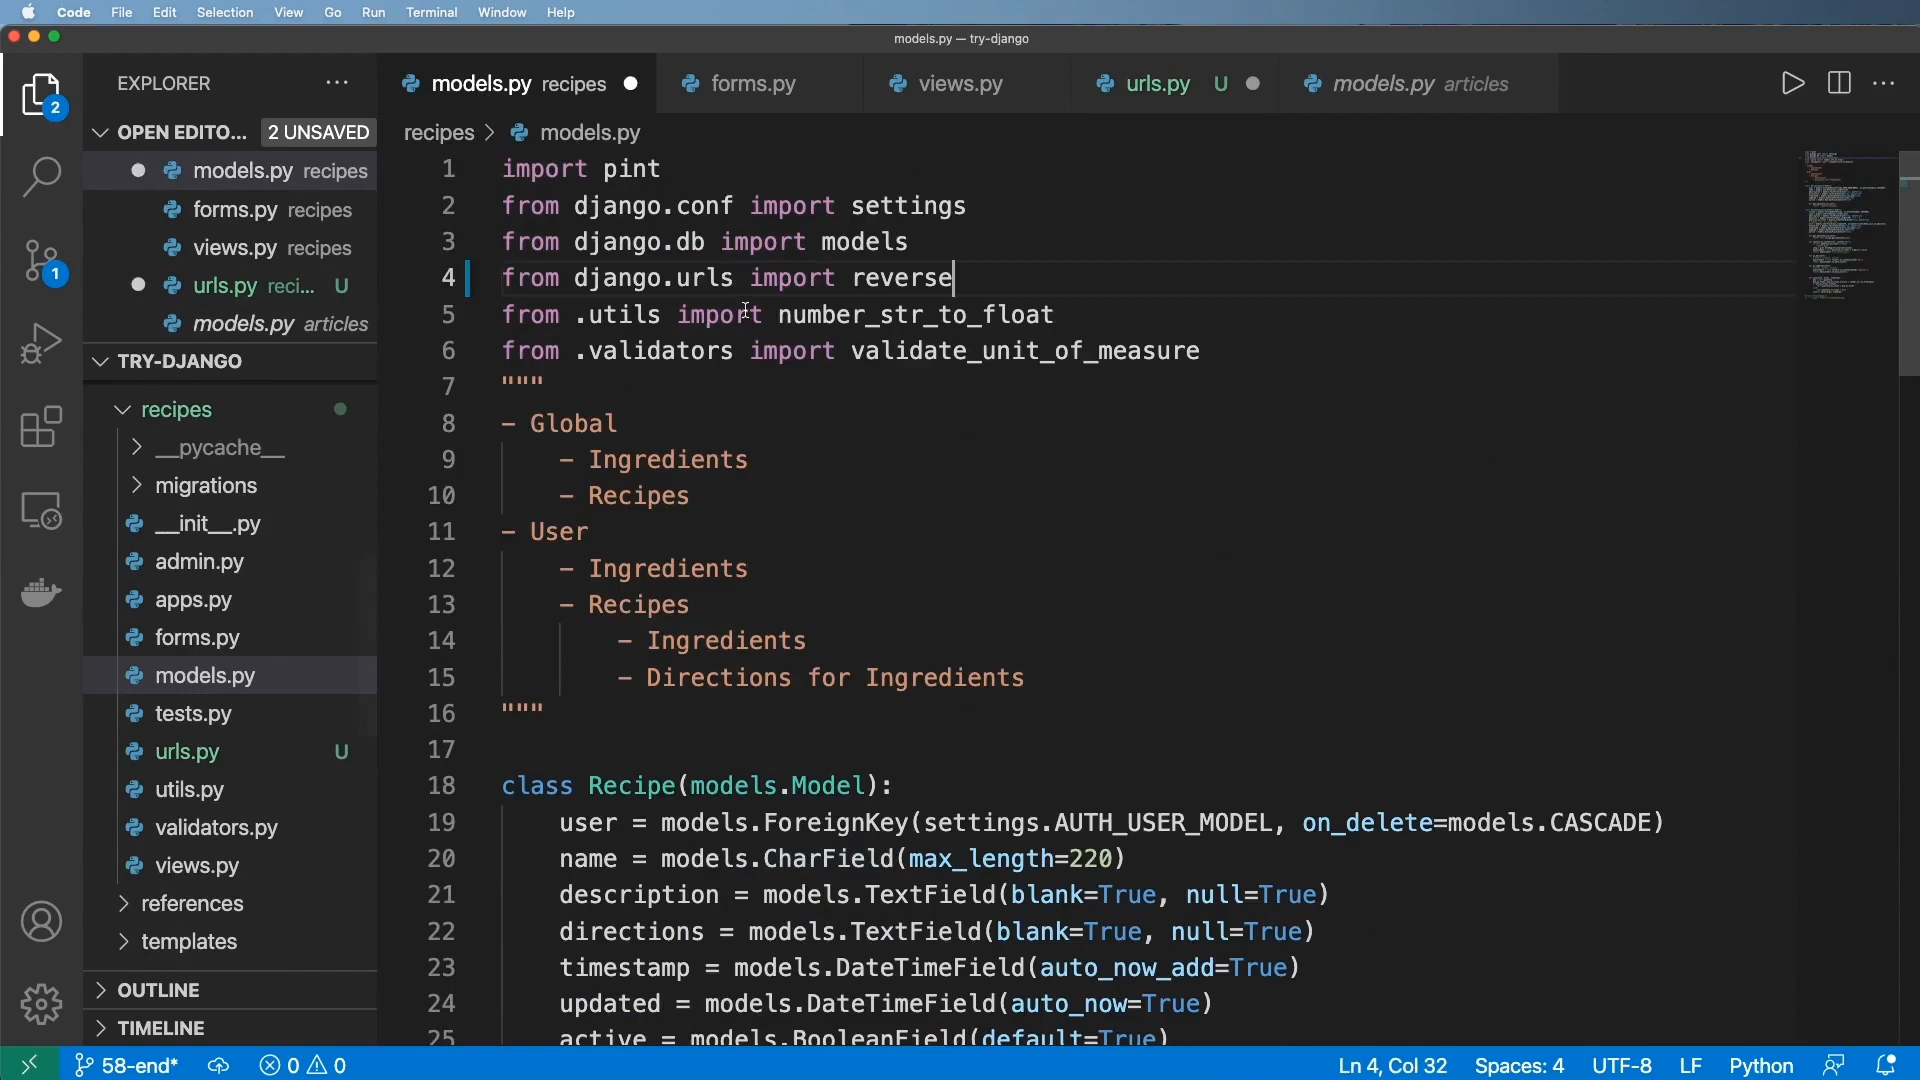 Code File Edit Selection View Go Run Terminal Window Help
models.py — try-django
EXPLORER
models.py recipes
forms.py
views.py
urls.py U
models.py articles
2
OPEN EDITO... 2 UNSAVED
models.py recipes
forms.py recipes
views.py recipes
urls.py reci... U
models.py articles
1
TRY-DJANGO
recipes
__pycache__
migrations
__init__.py
admin.py
apps.py
forms.py
models.py
tests.py
urls.py U
utils.py
validators.py
views.py
references
templates
OUTLINE
TIMELINE
recipes > models.py
1 import pint
2 from django.conf import settings
3 from django.db import models
4 from django.urls import reverse
5 from .utils import number_str_to_float
6 from .validators import validate_unit_of_measure
7 """
8 - Global
9 - Ingredients
10 - Recipes
11 - User
12 - Ingredients
13 - Recipes
14 - Ingredients
15 - Directions for Ingredients
16 """
17
18 class Recipe(models.Model):
19 user = models.ForeignKey(settings.AUTH_USER_MODEL, on_delete=models.CASCADE)
20 name = models.CharField(max_length=220)
21 description = models.TextField(blank=True, null=True)
22 directions = models.TextField(blank=True, null=True)
23 timestamp = models.DateTimeField(auto_now_add=True)
24 updated = models.DateTimeField(auto_now=True)
25 active = models.BooleanField(default=True)
58-end* 0 0 Ln 4, Col 32 Spaces: 4 UTF-8 LF Python